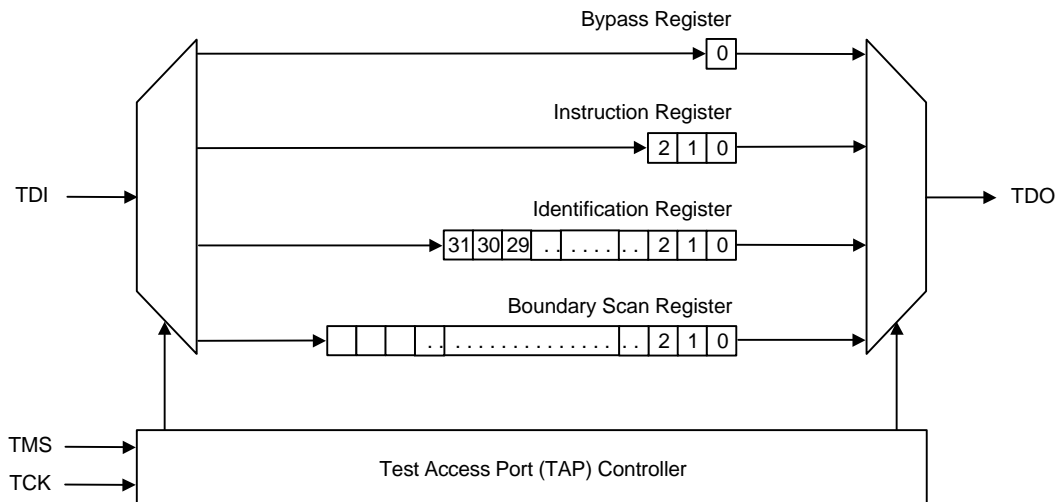 Bypass Register
0
Instruction Register
2 1 0
TDI
TDO
Identification Register
31 30 29 . . . . . . . . 2 1 0
Boundary Scan Register
. . . . . . . . . . . . . . . . . . 2 1 0
TMS
TCK
Test Access Port (TAP) Controller